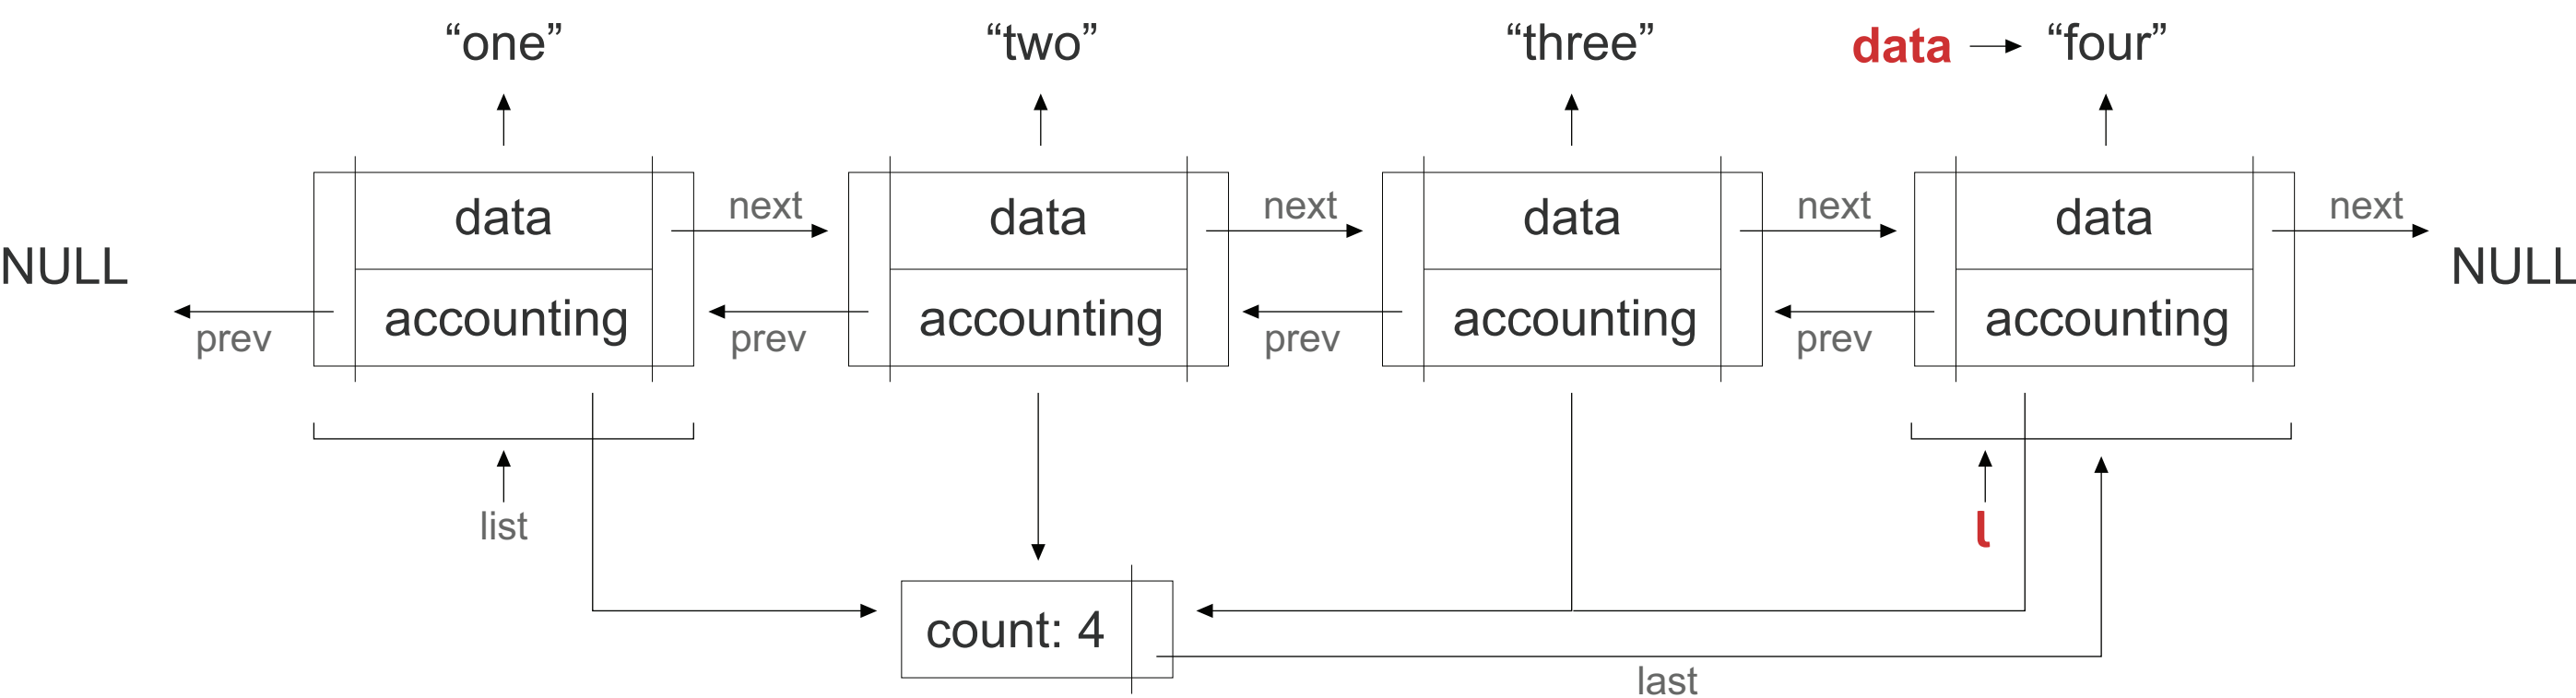 “one”
“two”
“three”
data
“four”
data
next
data
next
data
next
data
next
NULL
NULL
prev
accounting
prev
accounting
prev
accounting
prev
accounting
list
l
count: 4
last